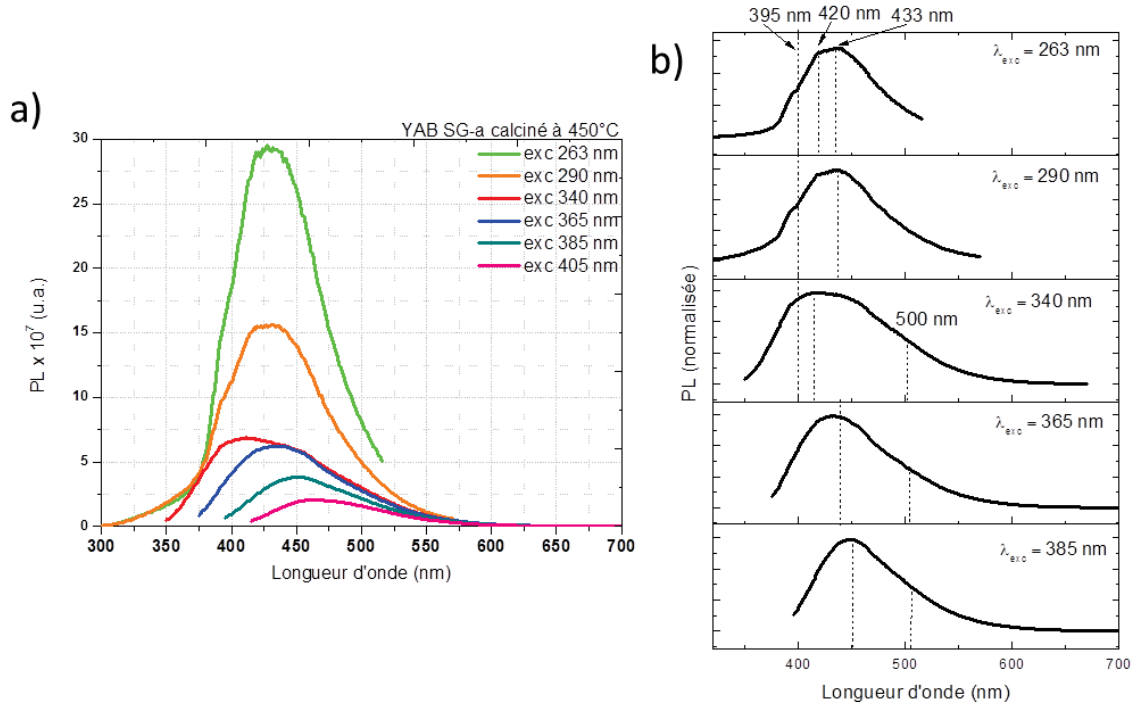 a)
YAB SG-a calciné à 450°C
exc 263 nm
exc 290 nm
exc 340 nm
exc 365 nm
exc 385 nm
exc 405 nm
PL x 10⁷ (u.a.)
30
25
20
15
10
5
0
300 350 400 450 500 550 600 650 700
Longueur d'onde (nm)
b)
395 nm 420 nm 433 nm
λexc = 263 nm
λexc = 290 nm
λexc = 340 nm
500 nm
λexc = 365 nm
λexc = 385 nm
PL (normalisée)
400 500 600 700
Longueur d'onde (nm)